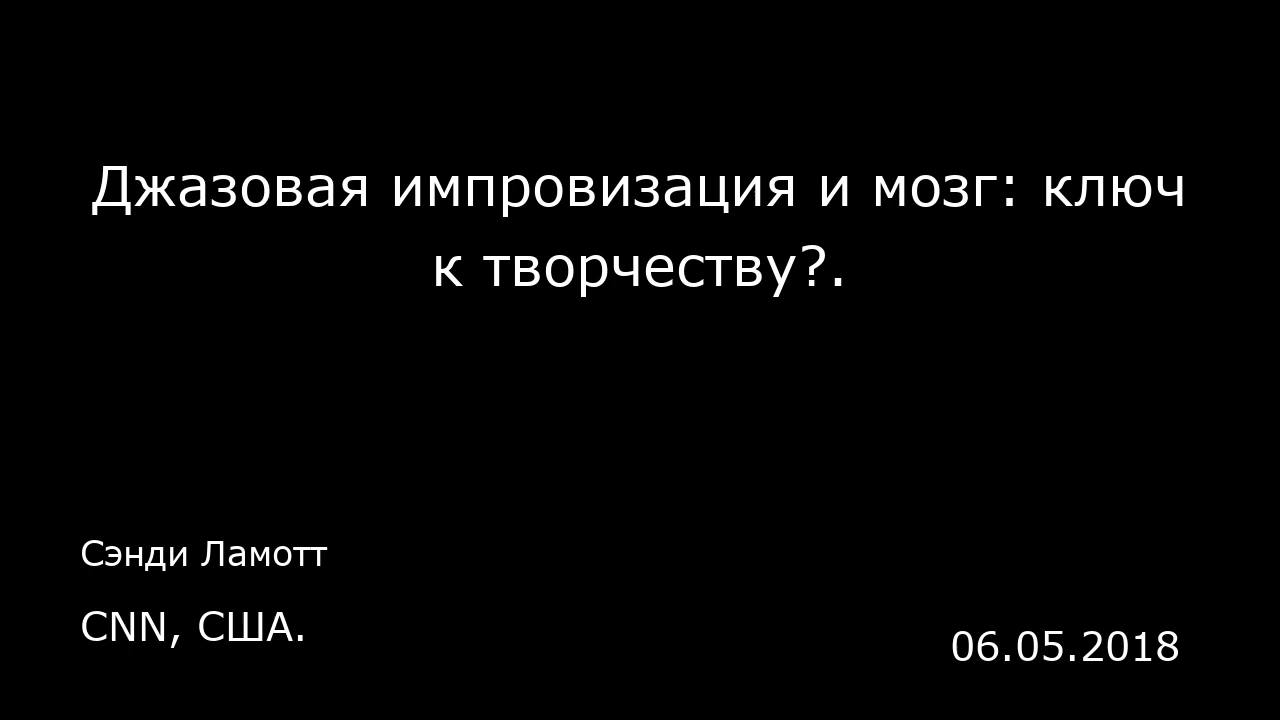 Джазовая импровизация и мозг: ключ
к творчеству?.
Сэнди Ламотт
CNN, США.
06.05.2018